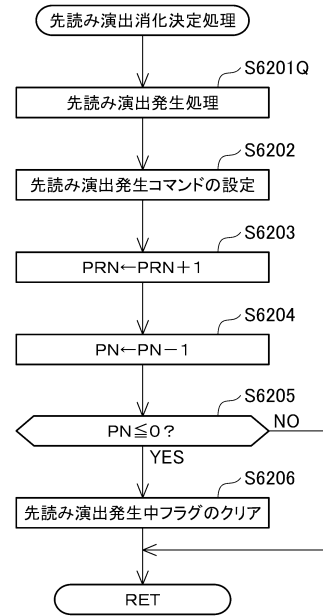 先読み演出消化決定処理
S6201Q
先読み演出発生処理
S6202
先読み演出発生コマンドの設定
S6203
PRN←PRN+1
S6204
PN←PN-1
S6205
PN≦0?
NO
YES
S6206
先読み演出発生中フラグのクリア
RET